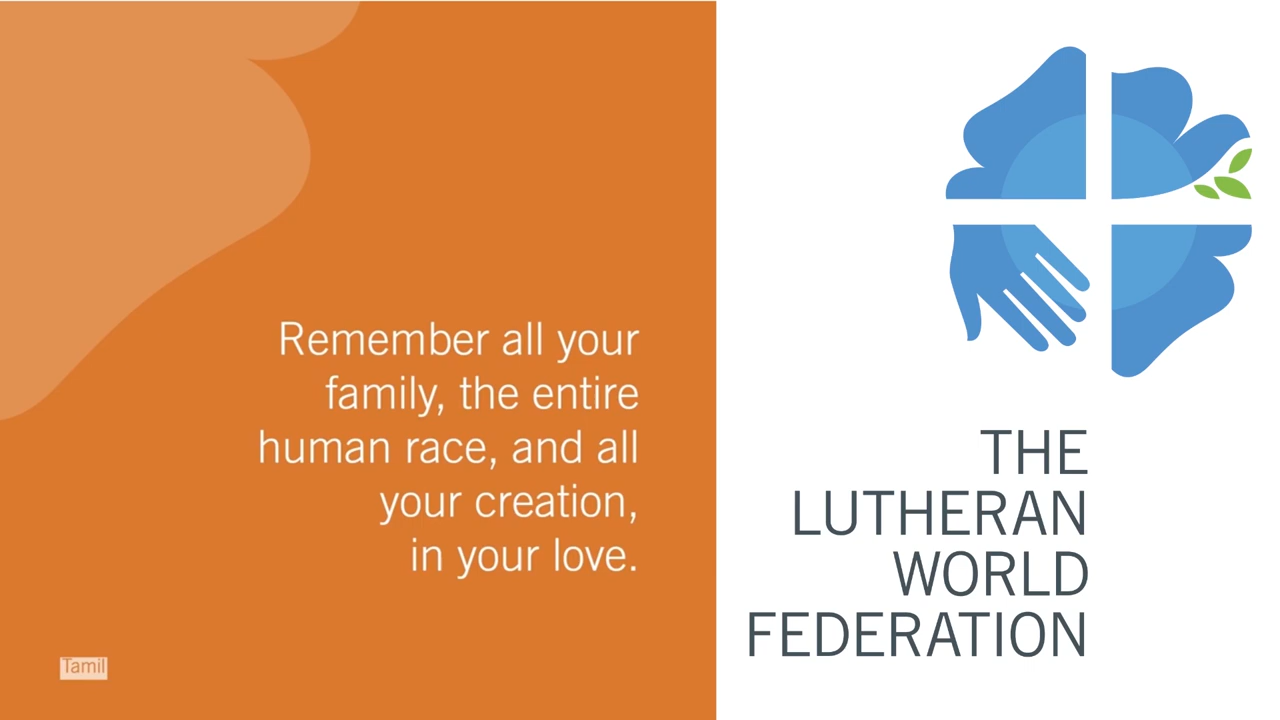 Remember all your
family, the entire
human race, and all
your creation,
in your love.
Tamil
THE
LUTHERAN
WORLD
FEDERATION